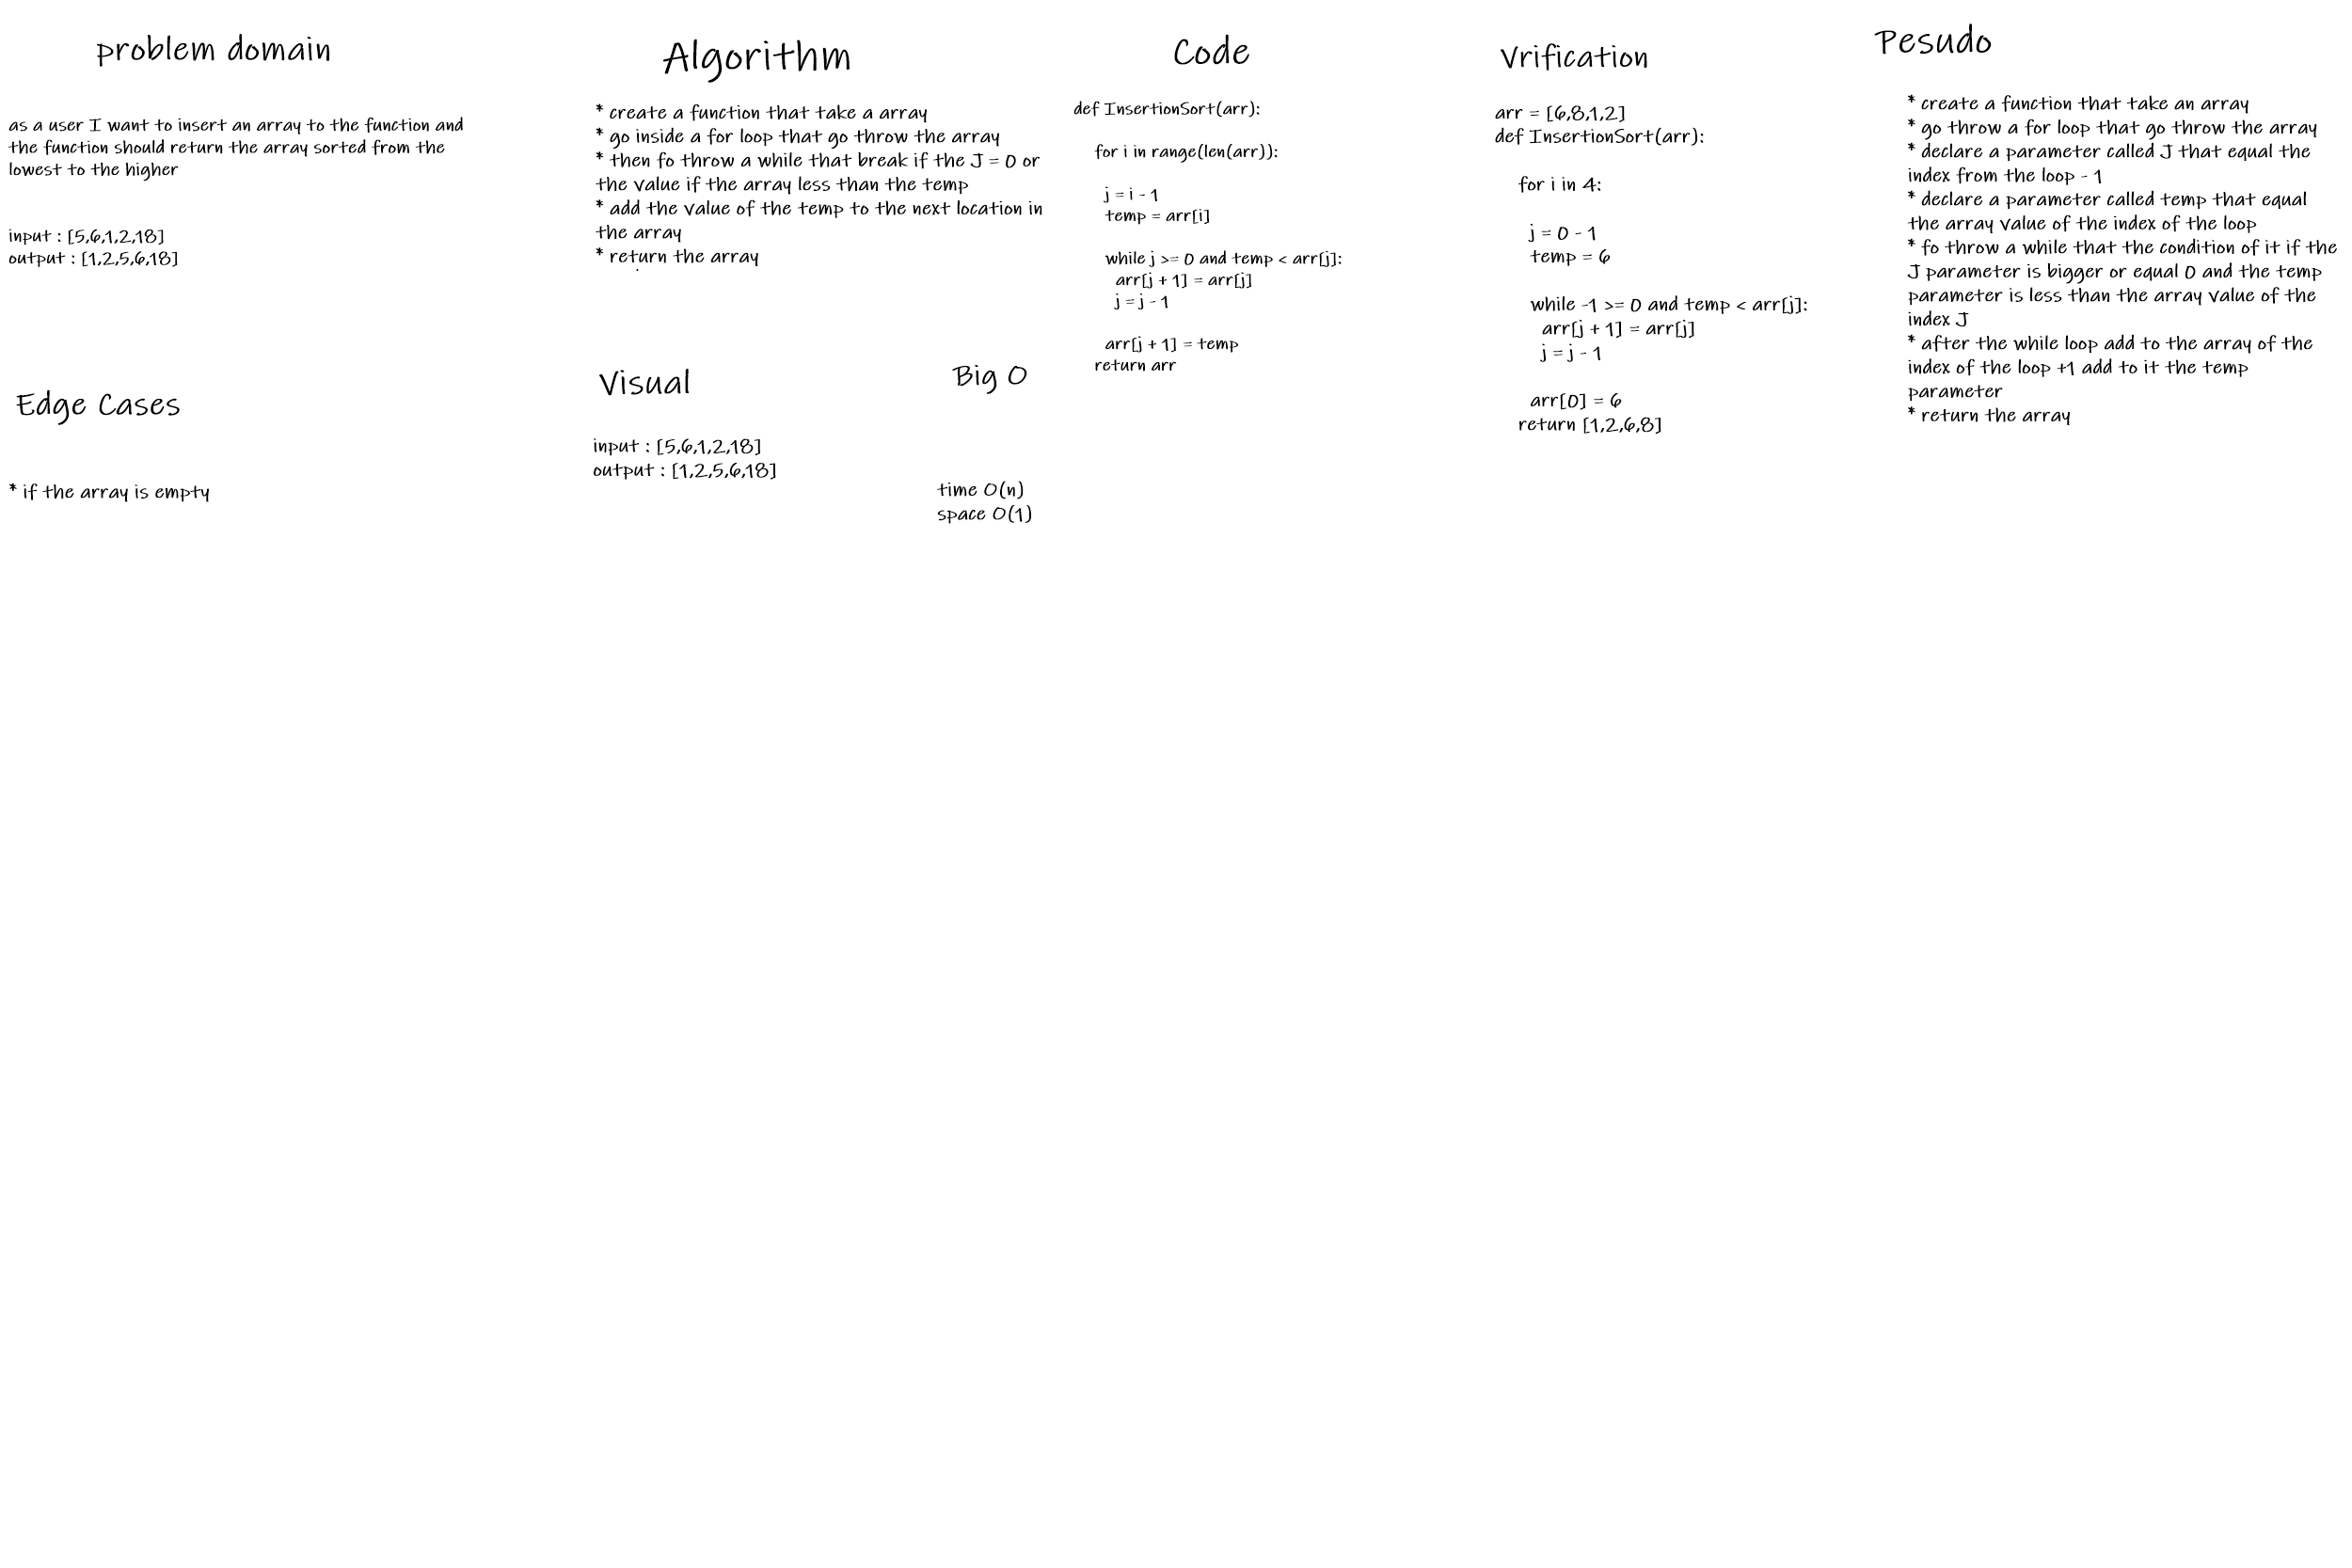 problem domain
as a user I want to insert an array to the function and
the function should return the array sorted from the
lowest to the higher
input : [5,6,1,2,18]
output : [1,2,5,6,18]
Edge Cases
* if the array is empty
Algorithm
* create a function that take a array
* go inside a for loop that go throw the array
* then fo throw a while that break if the J = 0 or
the value if the array less than the temp
* add the value of the temp to the next location in
the array
* return the array
Visual
input : [5,6,1,2,18]
output : [1,2,5,6,18]
Big O
time O(n)
space O(1)
Code
def InsertionSort(arr):
for i in range(len(arr)):
j = i - 1
temp = arr[i]
while j >= 0 and temp < arr[j]:
arr[j + 1] = arr[j]
j = j - 1
arr[j + 1] = temp
return arr
Vrification
arr = [6,8,1,2]
def InsertionSort(arr):
for i in 4:
j = 0 - 1
temp = 6
while -1 >= 0 and temp < arr[j]:
arr[j + 1] = arr[j]
j = j - 1
arr[0] = 6
return [1,2,6,8]
Pesudo
* create a function that take an array
* go throw a for loop that go throw the array
* declare a parameter called J that equal the
index from the loop - 1
* declare a parameter called temp that equal
the array value of the index of the loop
* fo throw a while that the condition of it if the
J parameter is bigger or equal 0 and the temp
parameter is less than the array value of the
index J
* after the while loop add to the array of the
index of the loop +1 add to it the temp
parameter
* return the array